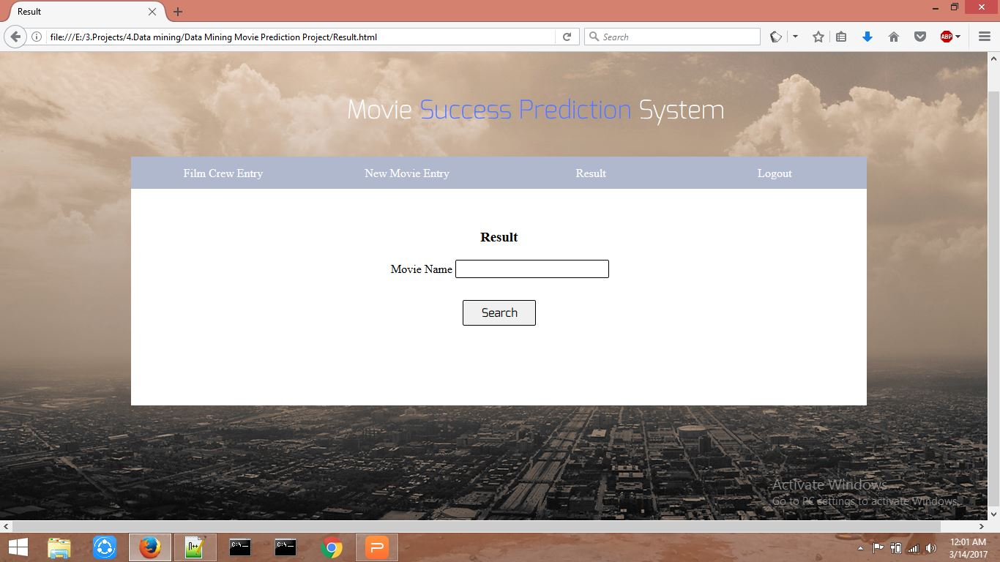 Result
file:///E:/3.Projects/4.Data mining/Data Mining Movie Prediction Project/Result.html
Search
ABP
Movie Success Prediction System
Film Crew Entry New Movie Entry Result Logout
Result
Movie Name
Search
Activate Windows
Go to PC settings to activate Windows.
12:01 AM
3/14/2017